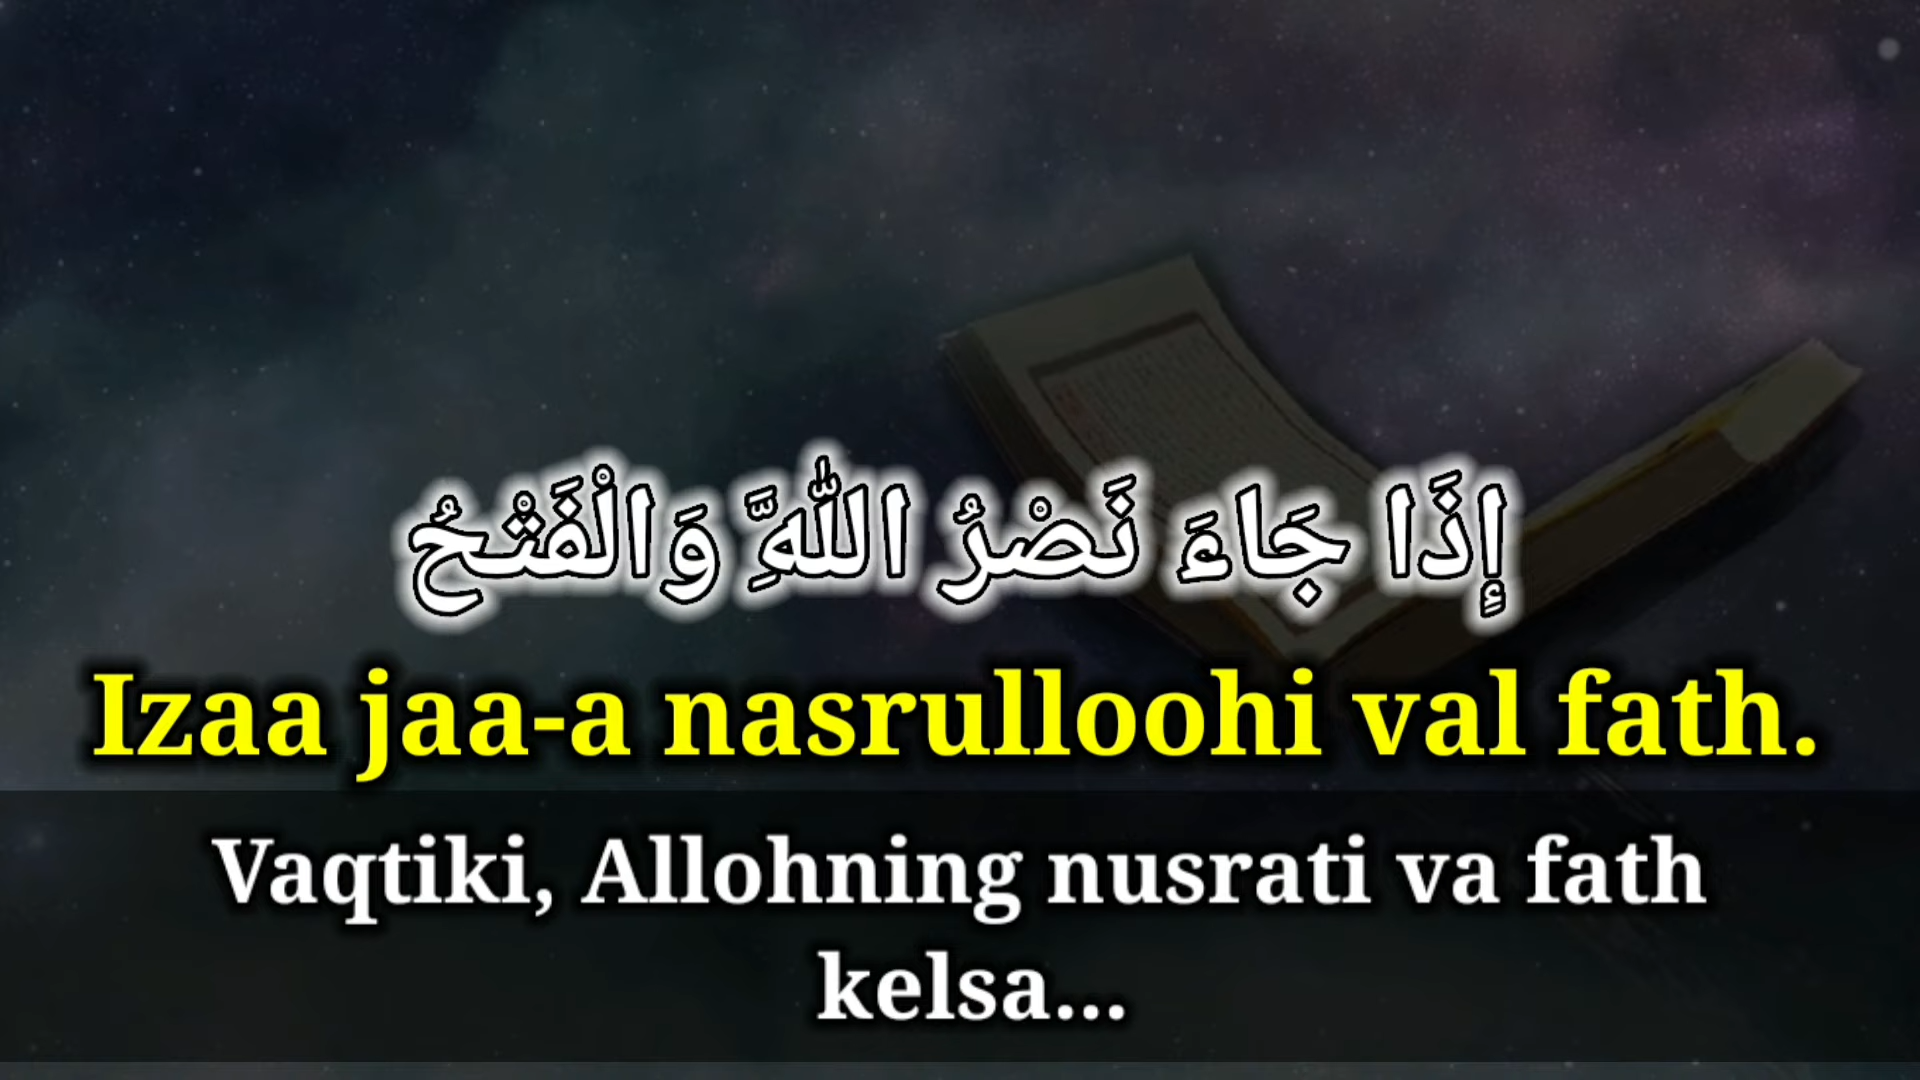 إِذَا جَاءَ نَصْرُ اللَّهِ وَالْفَتْحُ
Izaa jaa-a nasrulloohi val fath.
Vaqtiki, Allohning nusrati va fath
kelsa...